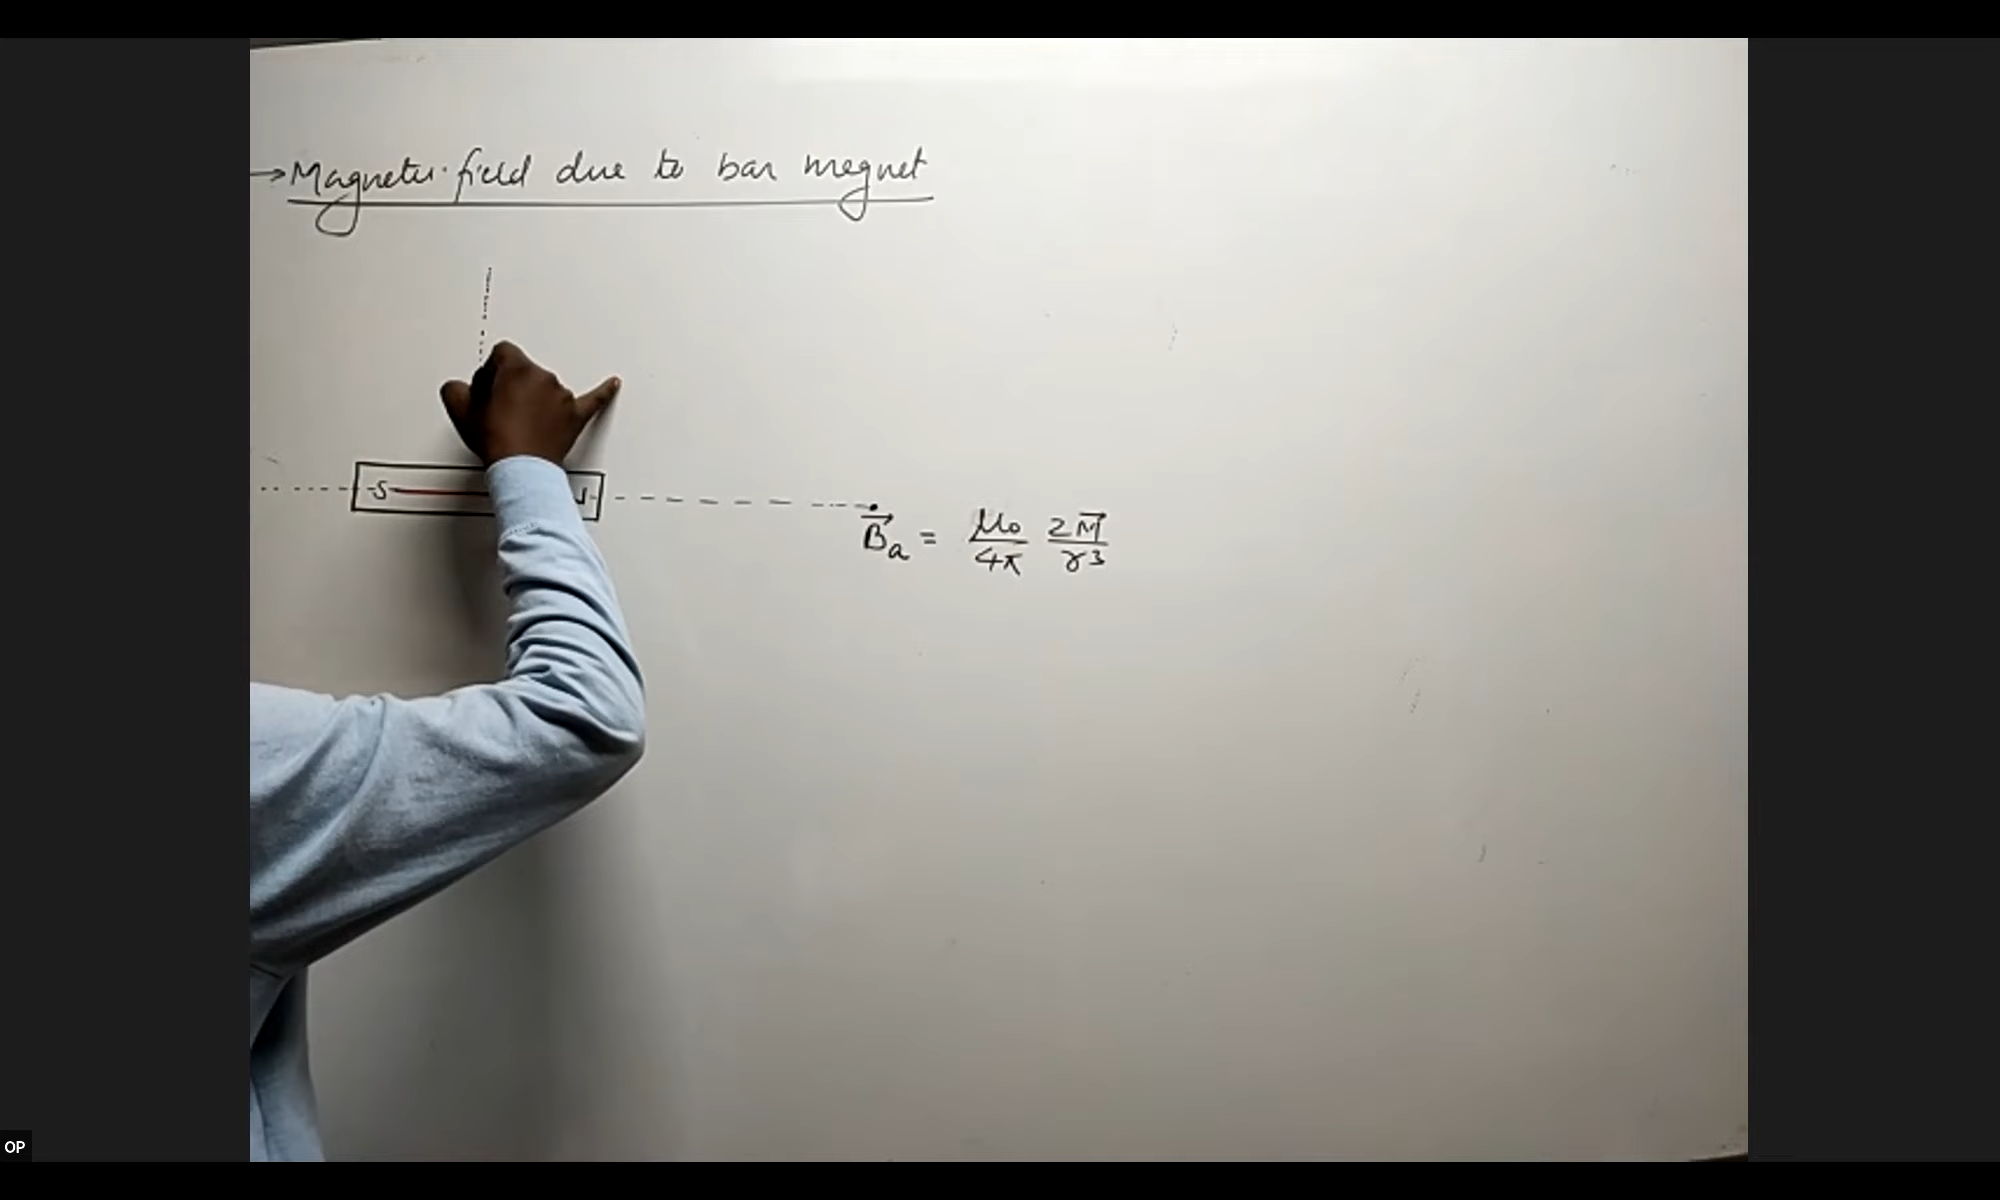 →Magnetic field due to bar megnet
S
B⃗a = μ0/4π 2M⃗/r3
OP